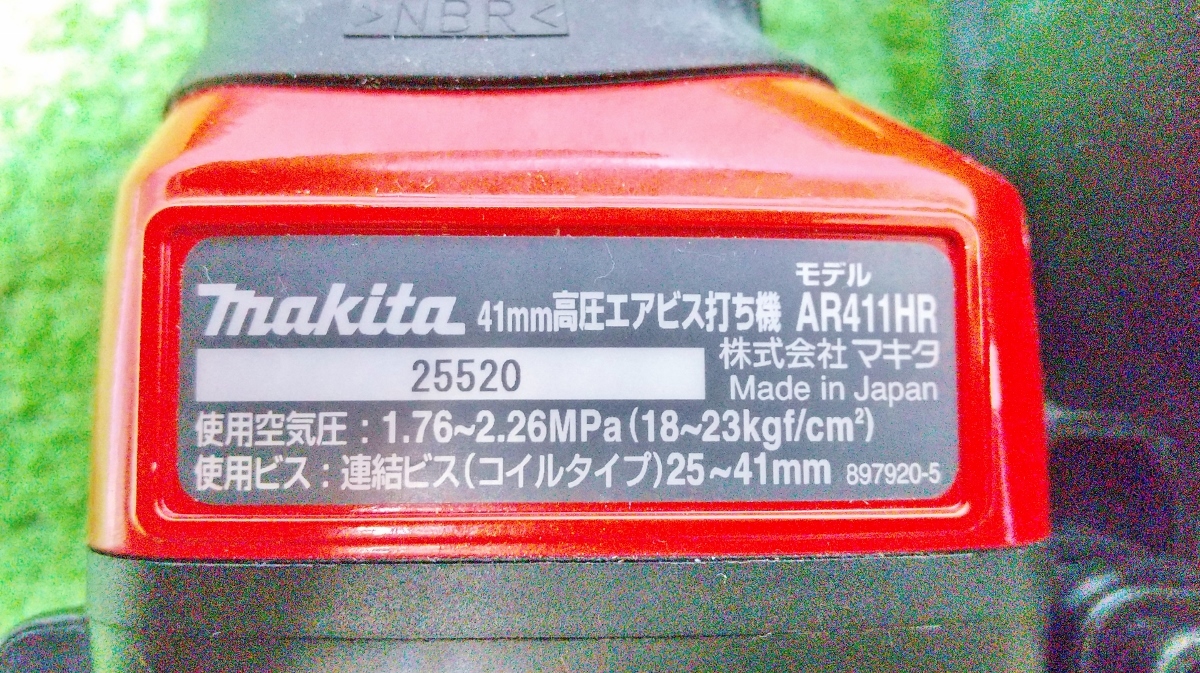 >NBR<
makita 41mm高圧エアビス打ち機 モデル AR411HR
25520
株式会社マキタ
Made in Japan
使用空気圧：1.76~2.26MPa(18~23kgf/cm²)
使用ビス：連結ビス(コイルタイプ)25~41mm 897920-5